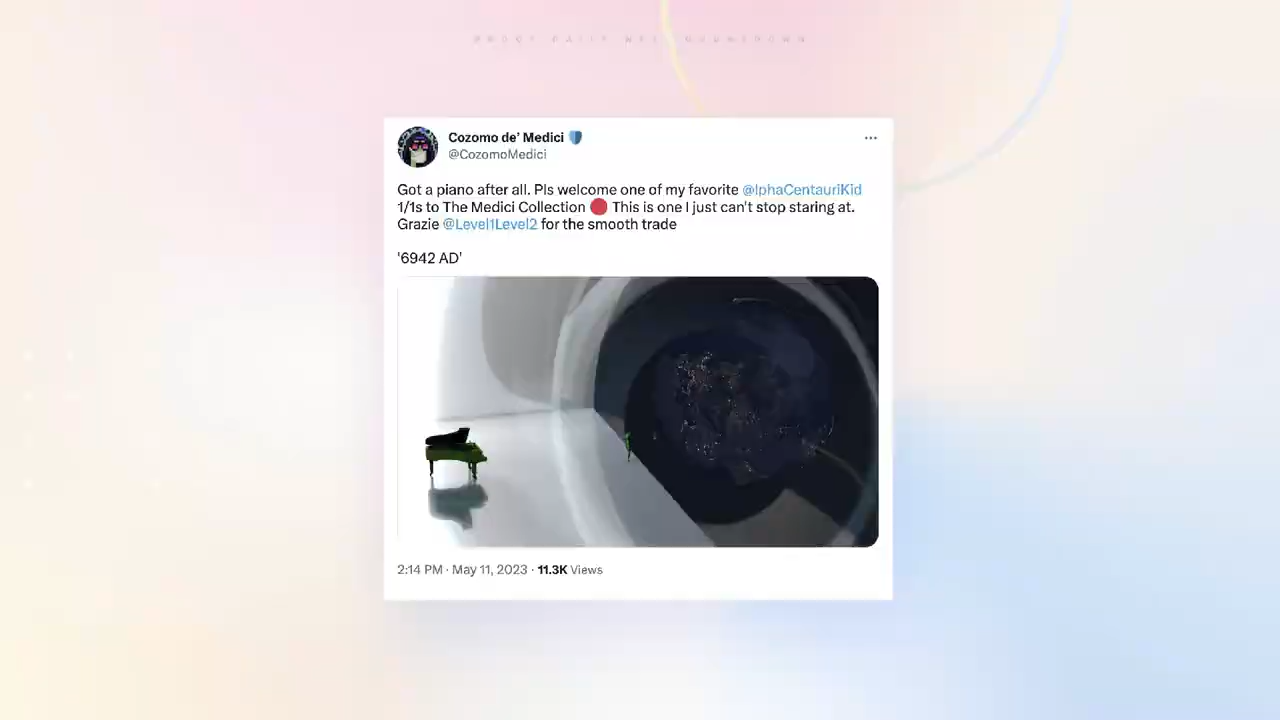 Cozomo de' Medici
@CozomoMedici
Got a piano after all. Pls welcome one of my favorite @lphaCentauriKid
1/1s to The Medici Collection 🔴 This is one I just can't stop staring at.
Grazie @Level1Level2 for the smooth trade
'6942 AD'
2:14 PM · May 11, 2023 · 11.3K Views